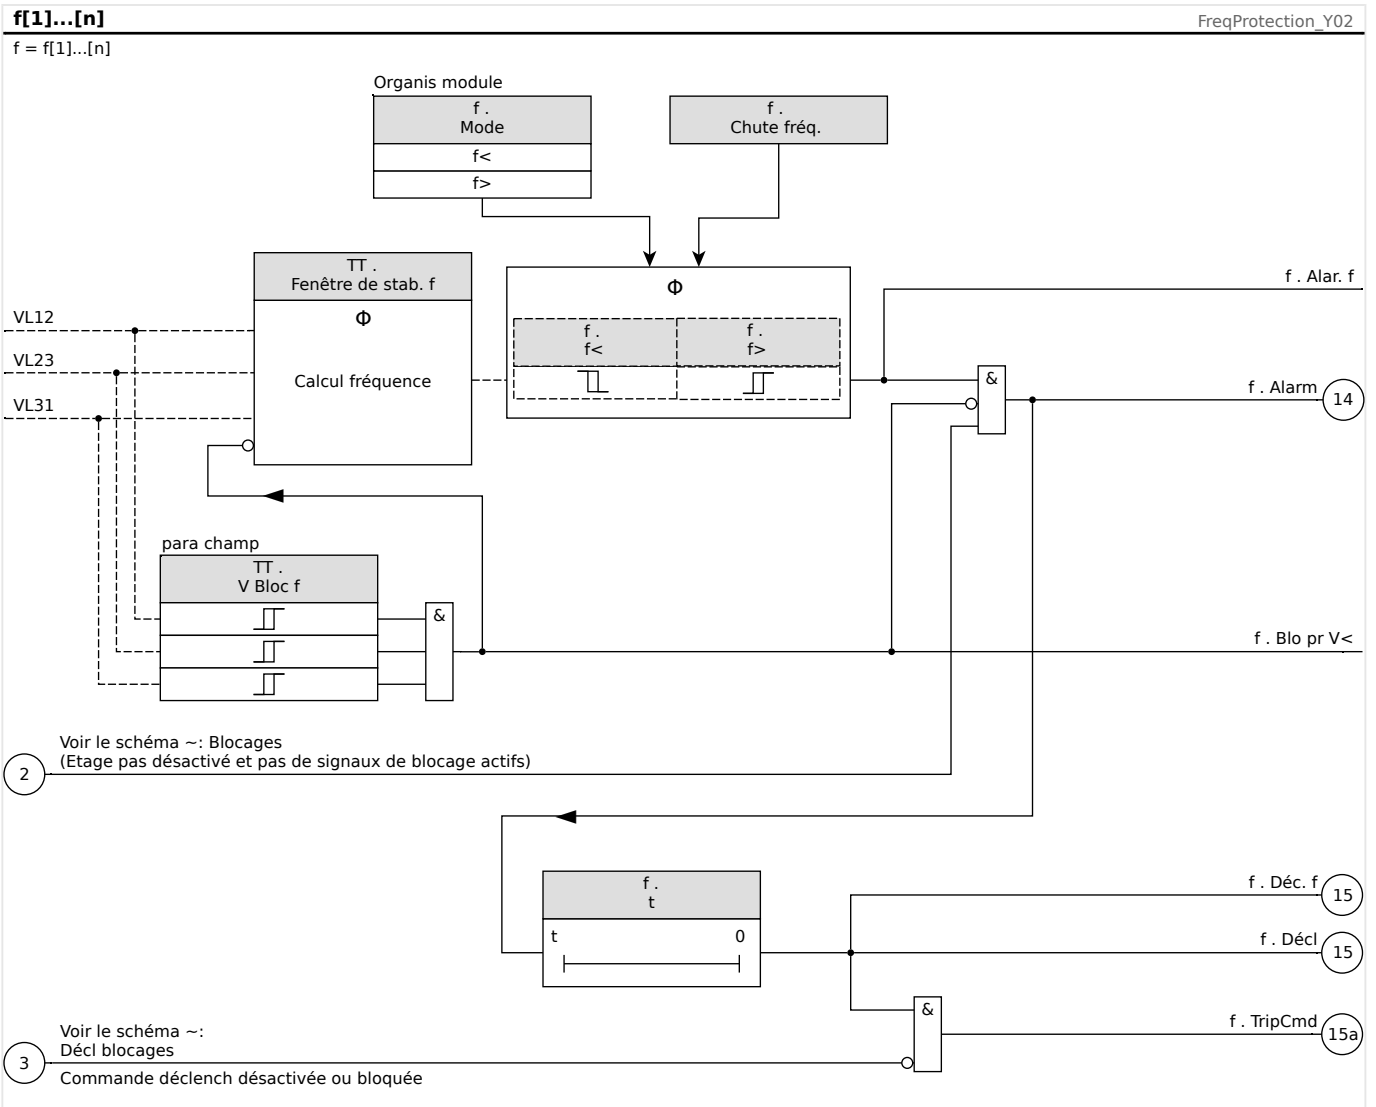 f[1]...[n]
FreqProtection_Y02
f = f[1]...[n]
Organis module
f .
Mode
f<
f>
f .
Chute fréq.
TT .
Fenêtre de stab. f
Φ
Calcul fréquence
Φ
f .
f<
f .
f>
VL12
VL23
VL31
f . Alar. f
&
f . Alarm
14
para champ
TT .
V Bloc f
&
f . Blo pr V<
Voir le schéma ~: Blocages
(Etage pas désactivé et pas de signaux de blocage actifs)
2
f .
t
t
0
f . Déc. f
15
f . Décl
15
&
f . TripCmd
15a
Voir le schéma ~:
Décl blocages
3
Commande déclench désactivée ou bloquée